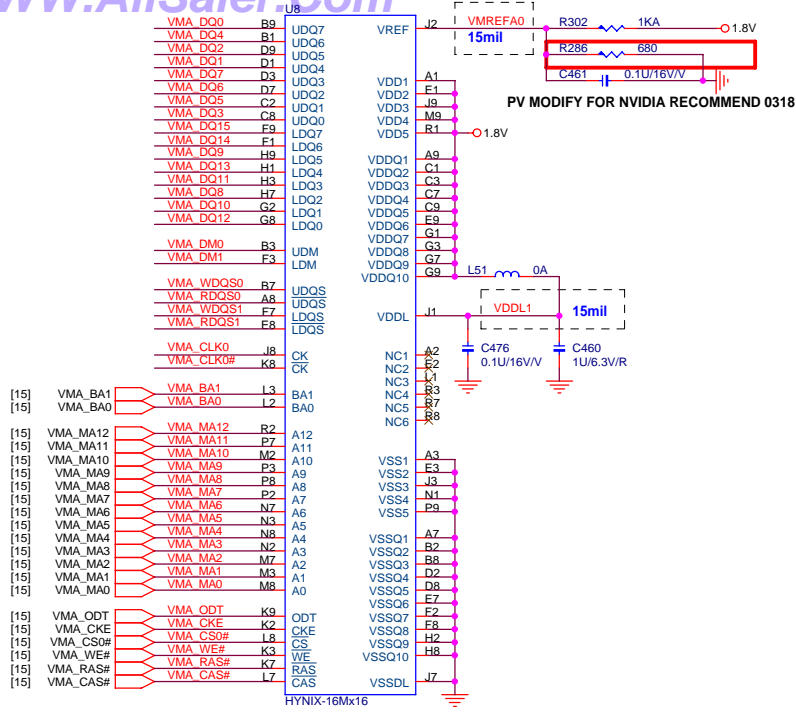 WWW.AllSaler.Com
U8
VMA_DQ0 B9 UDQ7 VREF J2 VMREFA0 R302 1KA 1.8V
15mil
VMA_DQ4 B1 UDQ6
VMA_DQ2 D9 UDQ5 R286 680
VMA_DQ1 D1 UDQ4
VMA_DQ7 D3 UDQ3 VDD1 A1 C461 0.1U/16V/V
VMA_DQ6 D7 UDQ2 VDD2 E1
VMA_DQ5 C2 UDQ1 VDD3 J9 PV MODIFY FOR NVIDIA RECOMMEND 0318
VMA_DQ3 C8 UDQ0 VDD4 M9
VMA_DQ15 F9 LDQ7 VDD5 R1 1.8V
VMA_DQ14 F1 LDQ6
VMA_DQ9 H9 LDQ5 VDDQ1 A9
VMA_DQ13 H1 LDQ4 VDDQ2 C1
VMA_DQ11 H3 LDQ3 VDDQ3 C3
VMA_DQ8 H7 LDQ2 VDDQ4 C7
VMA_DQ10 G2 LDQ1 VDDQ5 C9
VMA_DQ12 G8 LDQ0 VDDQ6 E9
VDDQ7 G1
VMA_DM0 B3 UDM VDDQ8 G3
VMA_DM1 F3 LDM VDDQ9 G7
VDDQ10 G9 L51 0A
VMA_WDQS0 B7 UDQS
VMA_RDQS0 A8 UDQS
VMA_WDQS1 F7 LDQS VDDL J1 VDDL1 15mil
VMA_RDQS1 E8 LDQS
VMA_CLK0 J8 CK NC1 A2 C476 C460
VMA_CLK0# K8 CK NC2 E2 0.1U/16V/V 1U/6.3V/R
NC3 L1
[15] VMA_BA1 VMA_BA1 L3 BA1 NC4 R3
[15] VMA_BA0 VMA_BA0 L2 BA0 NC5 R7
NC6 R8
[15] VMA_MA12 VMA_MA12 R2 A12
[15] VMA_MA11 VMA_MA11 P7 A11
[15] VMA_MA10 VMA_MA10 M2 A10 VSS1 A3
[15] VMA_MA9 VMA_MA9 P3 A9 VSS2 E3
[15] VMA_MA8 VMA_MA8 P8 A8 VSS3 J3
[15] VMA_MA7 VMA_MA7 P2 A7 VSS4 N1
[15] VMA_MA6 VMA_MA6 N7 A6 VSS5 P9
[15] VMA_MA5 VMA_MA5 N3 A5
[15] VMA_MA4 VMA_MA4 N8 A4 VSSQ1 A7
[15] VMA_MA3 VMA_MA3 N2 A3 VSSQ2 B2
[15] VMA_MA2 VMA_MA2 M7 A2 VSSQ3 B8
[15] VMA_MA1 VMA_MA1 M3 A1 VSSQ4 D2
[15] VMA_MA0 VMA_MA0 M8 A0 VSSQ5 D8
VSSQ6 E7
[15] VMA_ODT VMA_ODT K9 ODT VSSQ7 F2
[15] VMA_CKE VMA_CKE K2 CKE VSSQ8 F8
[15] VMA_CS0# VMA_CS0# L8 CS VSSQ9 H2
[15] VMA_WE# VMA_WE# K3 WE VSSQ10 H8
[15] VMA_RAS# VMA_RAS# K7 RAS
[15] VMA_CAS# VMA_CAS# L7 CAS VSSDL J7
HYNIX-16Mx16